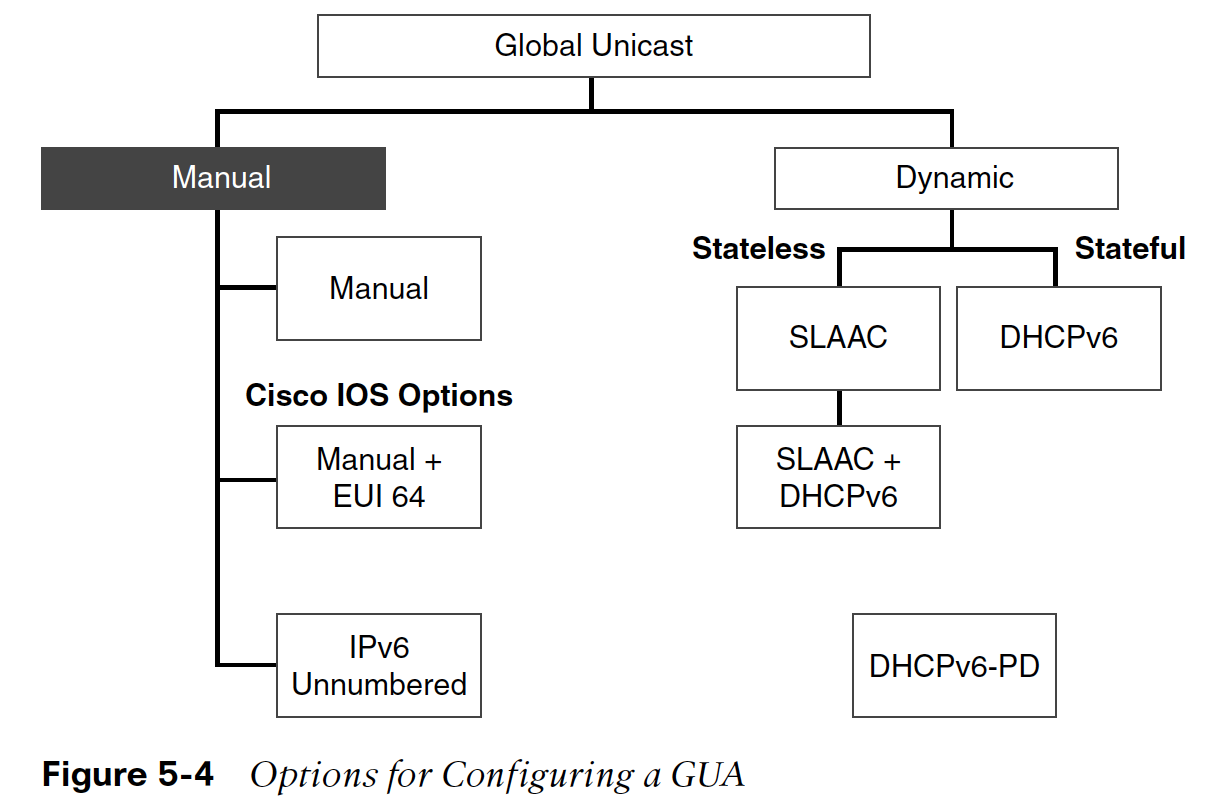 Global Unicast
Manual
Dynamic
Stateless
Stateful
Manual
SLAAC
DHCPv6
Cisco IOS Options
Manual +
EUI 64
SLAAC +
DHCPv6
IPv6
Unnumbered
DHCPv6-PD
Figure 5-4 Options for Configuring a GUA